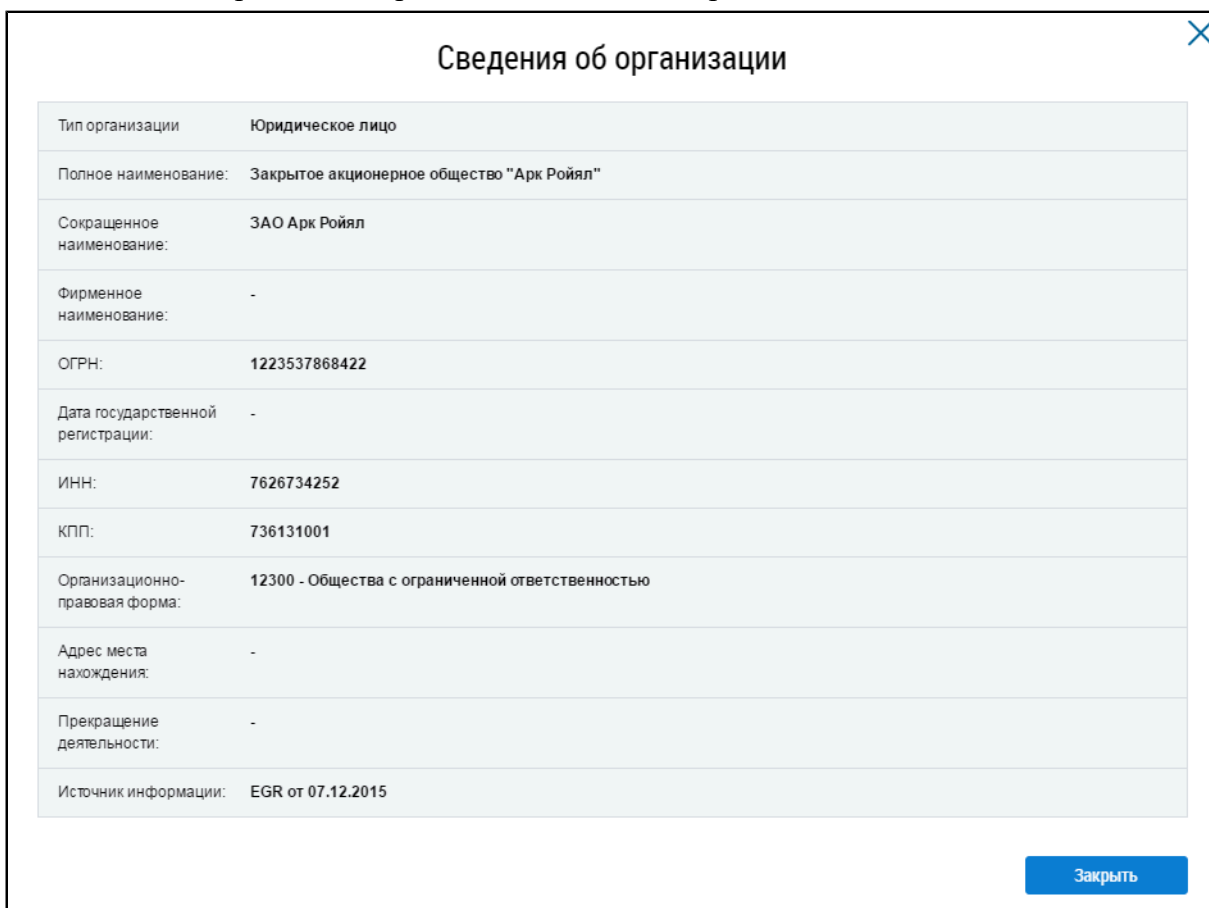 Сведения об организации
Тип организации Юридическое лицо
Полное наименование: Закрытое акционерное общество "Арк Ройял"
Сокращенное ЗАО Арк Ройял
наименование:
Фирменное -
наименование:
ОГРН: 1223537868422
Дата государственной -
регистрации:
ИНН: 7626734252
КПП: 736131001
Организационно- 12300 - Общества с ограниченной ответственностью
правовая форма:
Адрес места -
нахождения:
Прекращение -
деятельности:
Источник информации: EGR от 07.12.2015
Закрыть